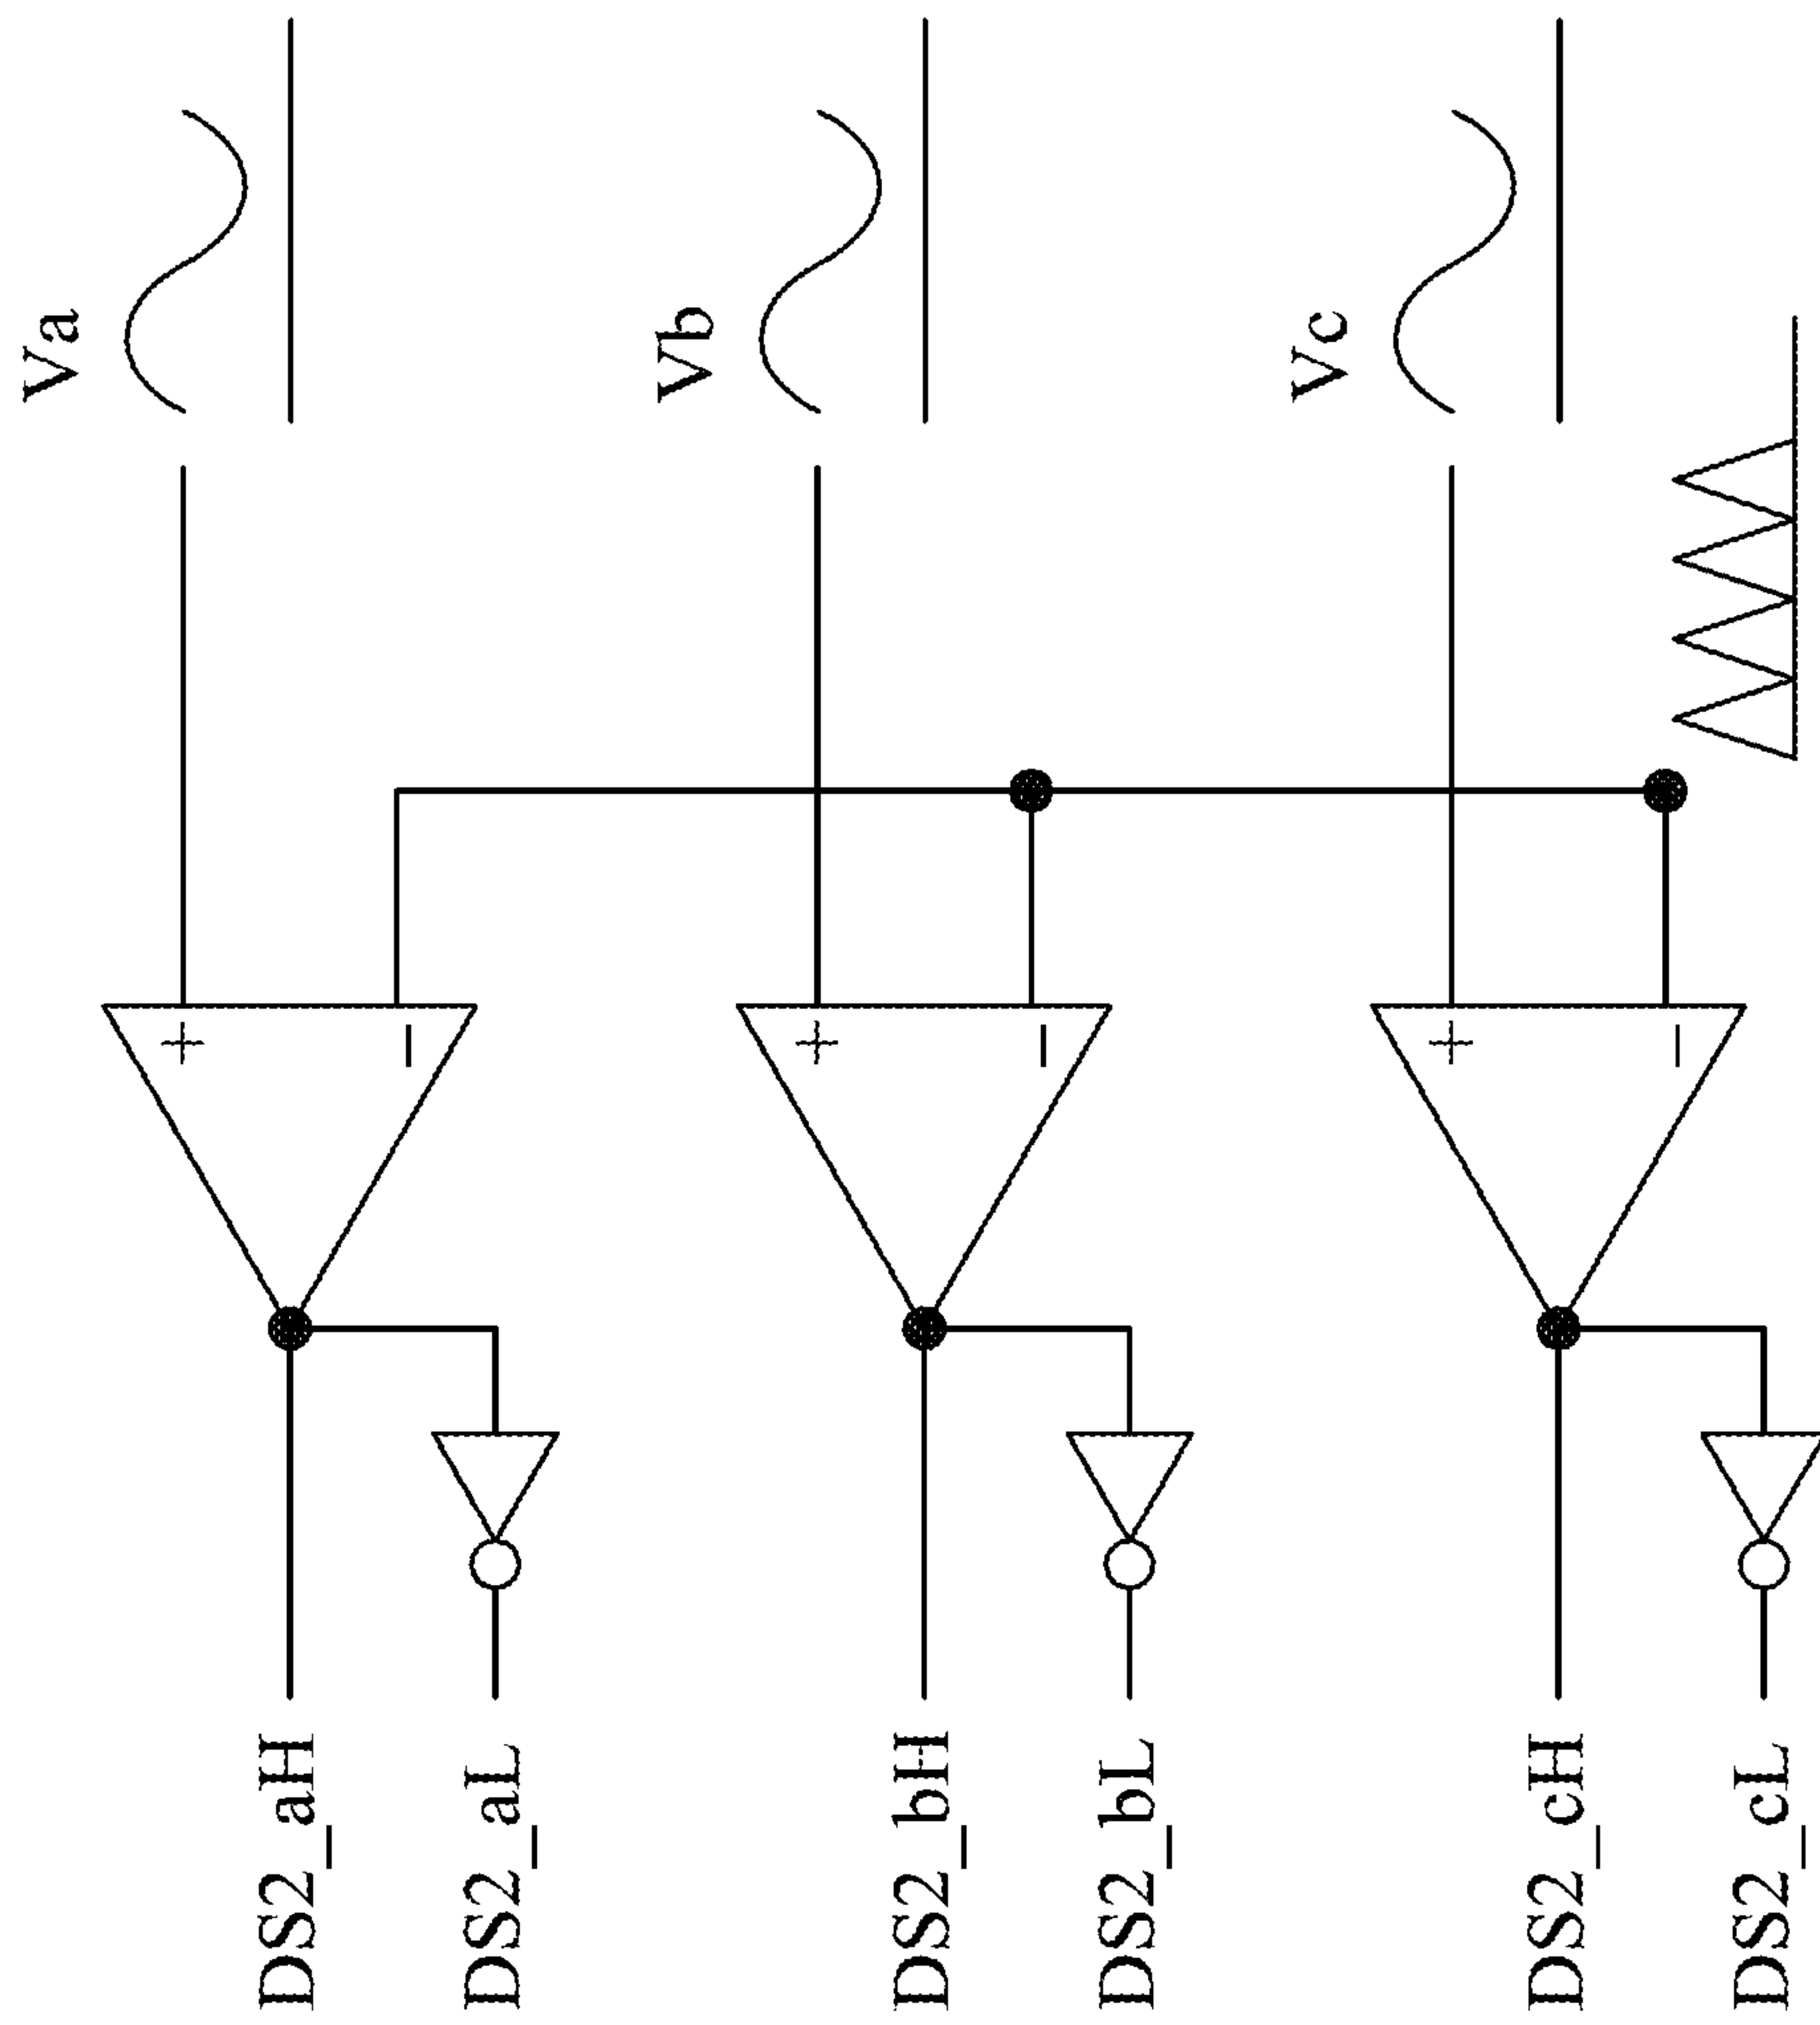 Va
Vb
Vc
+
−
+
−
+
−
DS2_aH
DS2_aL
DS2_bH
DS2_bL
DS2_cH
DS2_cL